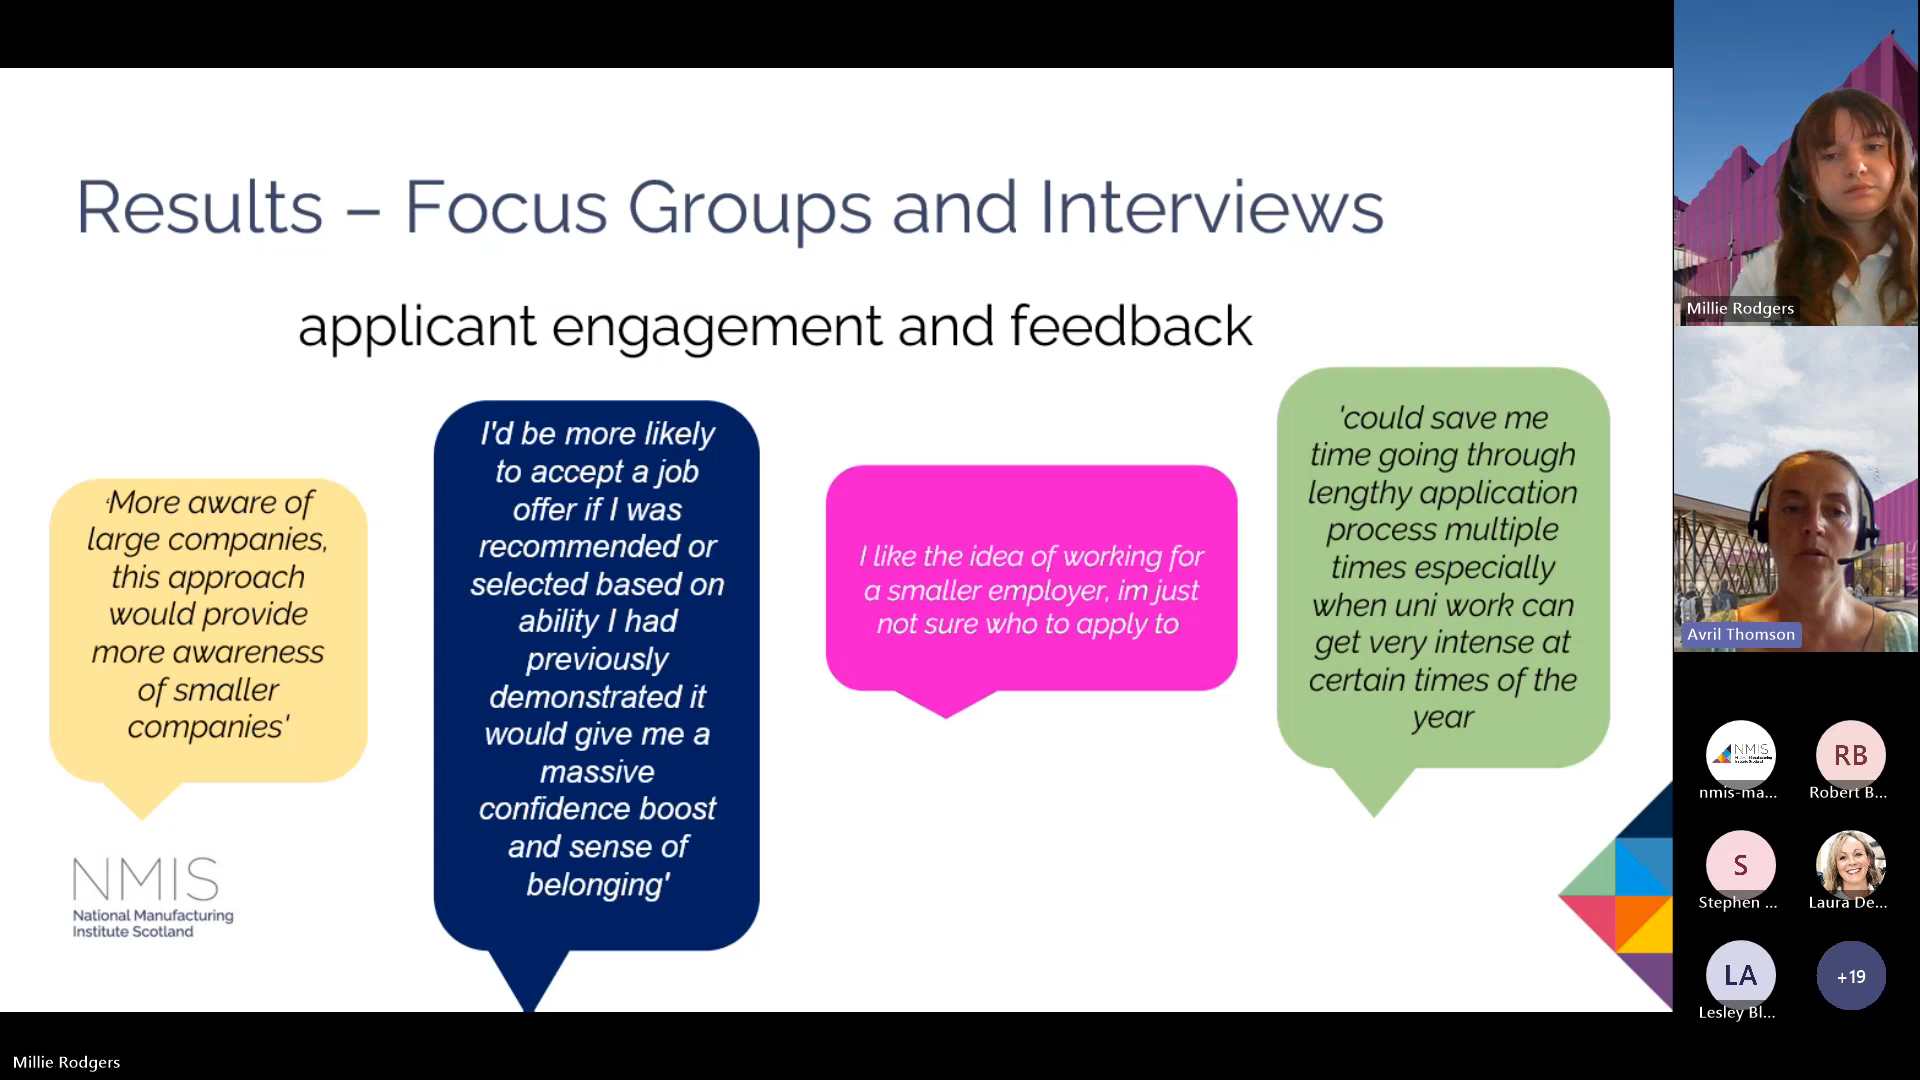 Results – Focus Groups and Interviews
applicant engagement and feedback
‘More aware of
large companies,
this approach
would provide
more awareness
of smaller
companies'
I'd be more likely
to accept a job
offer if I was
recommended or
selected based on
ability I had
previously
demonstrated it
would give me a
massive
confidence boost
and sense of
belonging'
I like the idea of working for
a smaller employer, im just
not sure who to apply to
'could save me
time going through
lengthy application
process multiple
times especially
when uni work can
get very intense at
certain times of the
year
NMIS
National Manufacturing
Institute Scotland
Millie Rodgers
Avril Thomson
NMIS
nmis-ma...
RB
Robert B...
S
Stephen ...
Laura De...
LA
Lesley Bl...
+19
Millie Rodgers